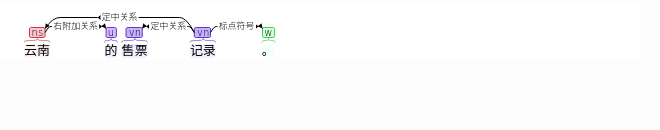 定中关系
右附加关系 定中关系 标点符号
ns u vn vn w
云南 的 售票 记录 。